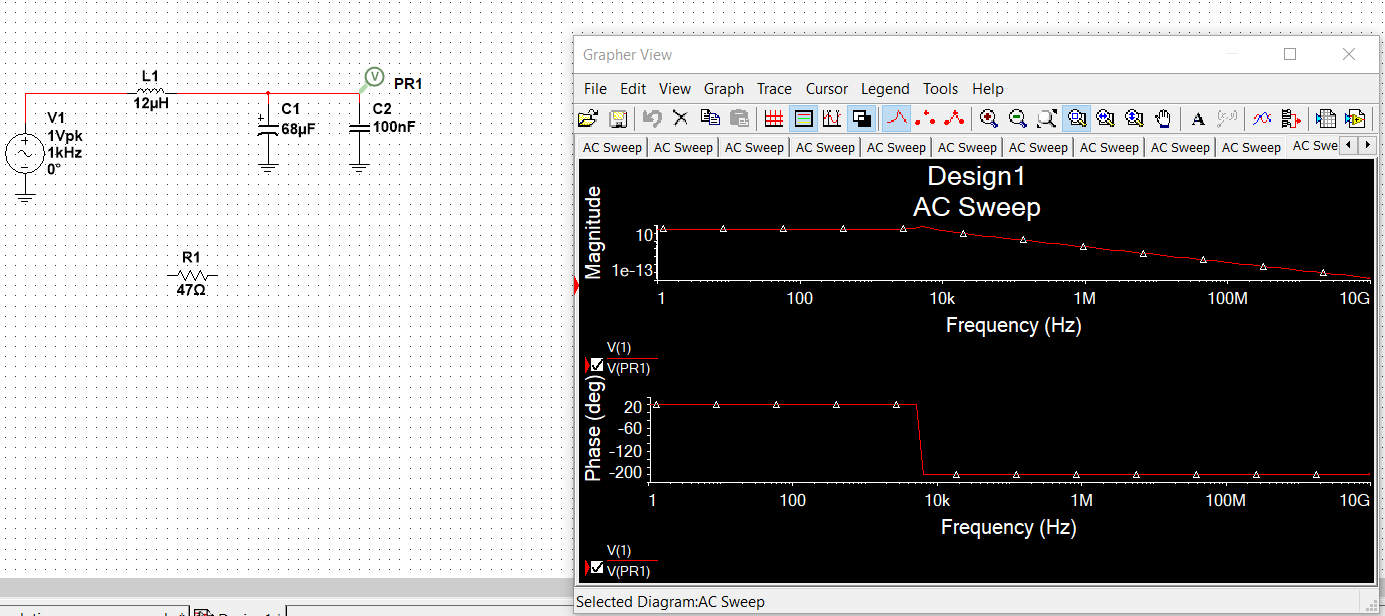 L1
12µH
V1
1Vpk
1kHz
0°
C1
68µF
C2
100nF
V
PR1
R1
47Ω
Grapher View
File Edit View Graph Trace Cursor Legend Tools Help
A
AC Sweep AC Sweep AC Sweep AC Sweep AC Sweep AC Sweep AC Sweep AC Sweep AC Sweep AC Sweep AC Swe
Design1
AC Sweep
Magnitude
10
1e-13
1 100 10k 1M 100M 10G
Frequency (Hz)
V(1)
V(PR1)
Phase (deg)
20
-60
-120
-200
1 100 10k 1M 100M 10G
Frequency (Hz)
V(1)
V(PR1)
Selected Diagram:AC Sweep